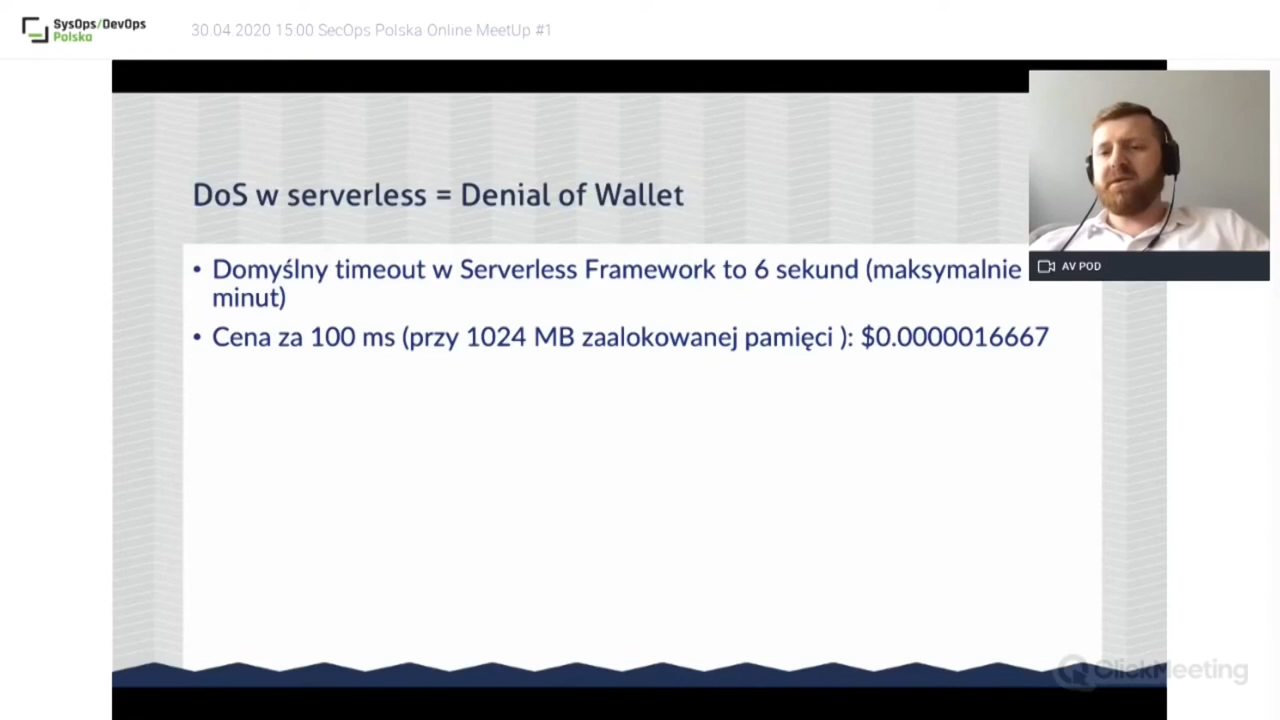 SysOps/DevOps
Polska
30.04 2020 15:00 SecOps Polska Online MeetUp #1
DoS w serverless = Denial of Wallet
• Domyślny timeout w Serverless Framework to 6 sekund (maksymalnie
minut)
• Cena za 100 ms (przy 1024 MB zaalokowanej pamięci ): $0.0000016667
AV POD
ClickMeeting